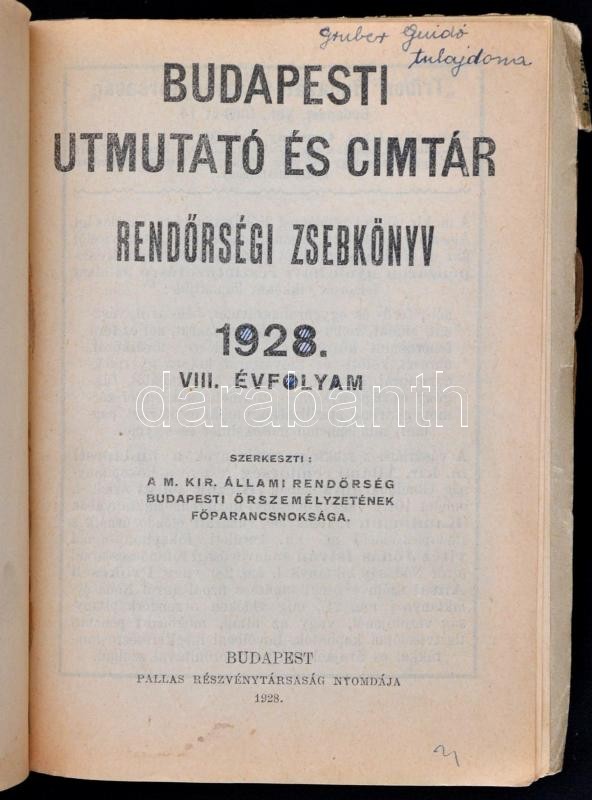 Gruber Guidó
tulajdona
BUDAPESTI
UTMUTATÓ ÉS CIMTÁR
RENDŐRSÉGI ZSEBKÖNYV
1928.
VIII. ÉVFOLYAM
darabanth
SZERKESZTI :
A M. KIR. ÁLLAMI RENDŐRSÉG
BUDAPESTI ŐRSZEMÉLYZETÉNEK
FŐPARANCSNOKSÁGA.
BUDAPEST
PALLAS RÉSZVÉNYTÁRSASÁG NYOMDÁJA
1928.